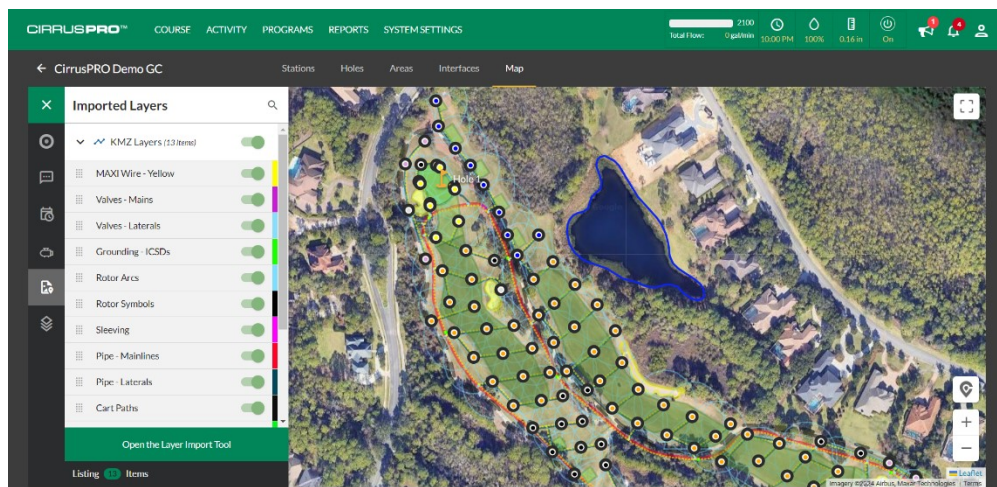 CIRRUSPRO™ COURSE ACTIVITY PROGRAMS REPORTS SYSTEM SETTINGS
2100
Total Flow: 0 gal/min 10:00 PM 100% 0.16 in On 1 4
CirrusPRO Demo GC Stations Holes Areas Interfaces Map
Imported Layers
KMZ Layers (13 Items)
MAXI Wire - Yellow
Valves - Mains
Valves - Laterals
Grounding - ICSDs
Rotor Arcs
Rotor Symbols
Sleeving
Pipe - Mainlines
Pipe - Laterals
Cart Paths
Open the Layer Import Tool
Listing 13 Items
Hole 1
+
−
Leaflet
Imagery ©2024 Airbus, Maxar Technologies Terms